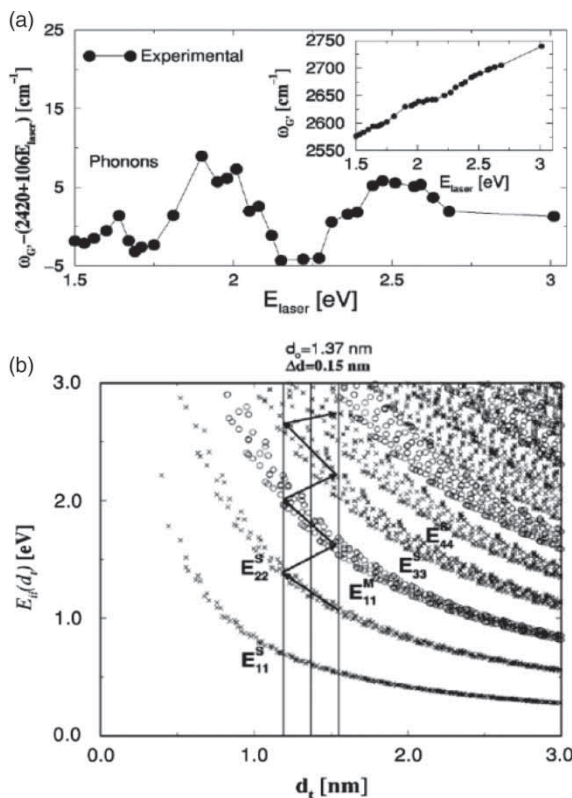 (a)
ω_G'-(2420+106E_laser) [cm⁻¹]
25
15
5
−5
Experimental
Phonons
ω_G' [cm⁻¹]
2750
2700
2650
2600
2550
1.5 2 2.5 3
E_laser [eV]
1.5 2 2.5 3
E_laser [eV]
(b)
d_o=1.37 nm
Δd=0.15 nm
E_ii(d_t) [eV]
3.0
2.0
1.0
0.0
E^S_22
E^S_11
E^M_11
E^S_33
E^S_44
0.0 1.0 2.0 3.0
d_t [nm]